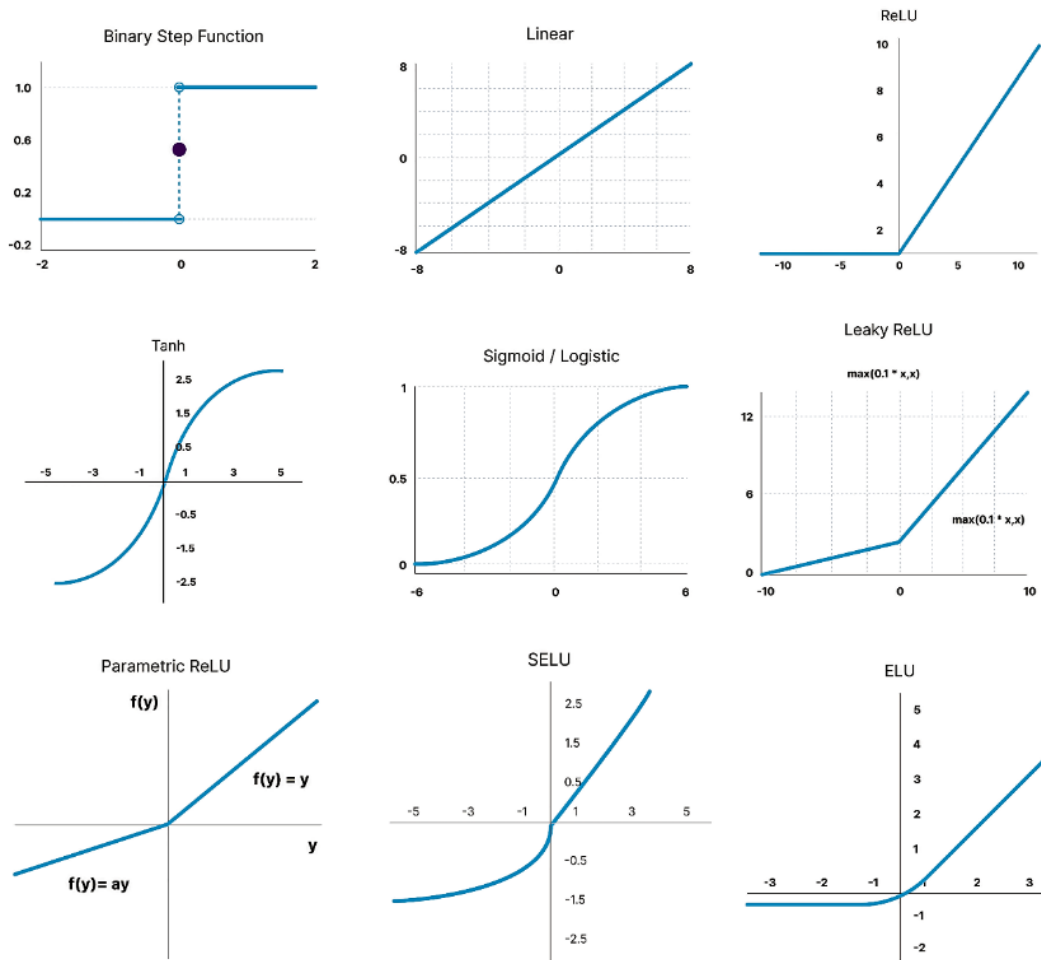 Binary Step Function
1.0
0.6
0.2
-0.2
-2 0 2
Linear
8
0
-8
-8 0 8
ReLU
10
8
6
4
2
-10 -5 0 5 10
Tanh
2.5
1.5
0.5
-5 -3 -1 1 3 5
-0.5
-1.5
-2.5
Sigmoid / Logistic
1
0.5
0
-6 0 6
Leaky ReLU
max(0.1 * x,x)
12
6
max(0.1 * x,x)
0
-10 0 10
Parametric ReLU
f(y)
f(y) = y
y
f(y)= ay
SELU
2.5
1.5
0.5
-5 -3 -1 1 3 5
-0.5
-1.5
-2.5
ELU
5
4
3
2
1
-3 -2 -1 1 2 3
-1
-2